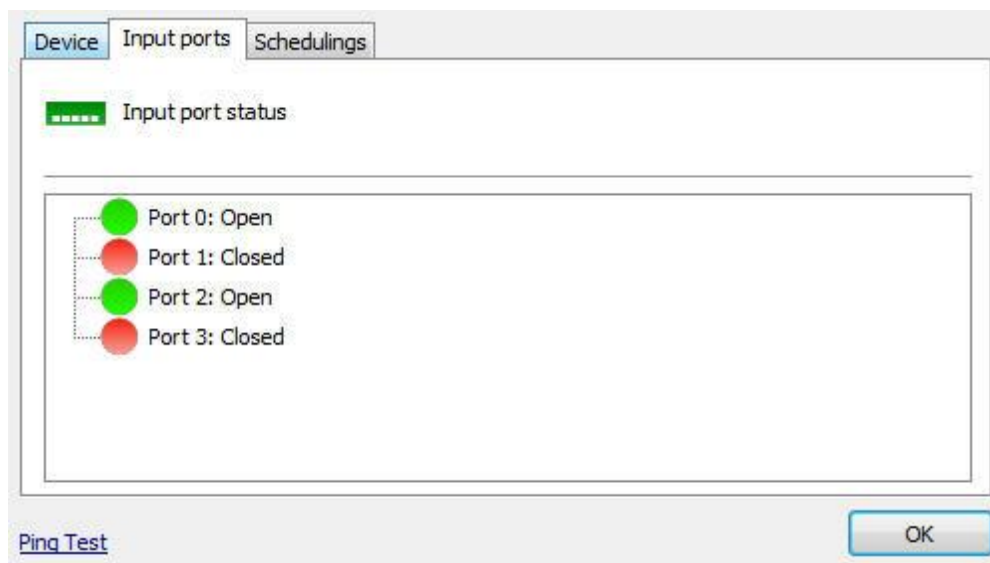 Device Input ports Schedulings
Input port status
Port 0: Open
Port 1: Closed
Port 2: Open
Port 3: Closed
Ping Test OK